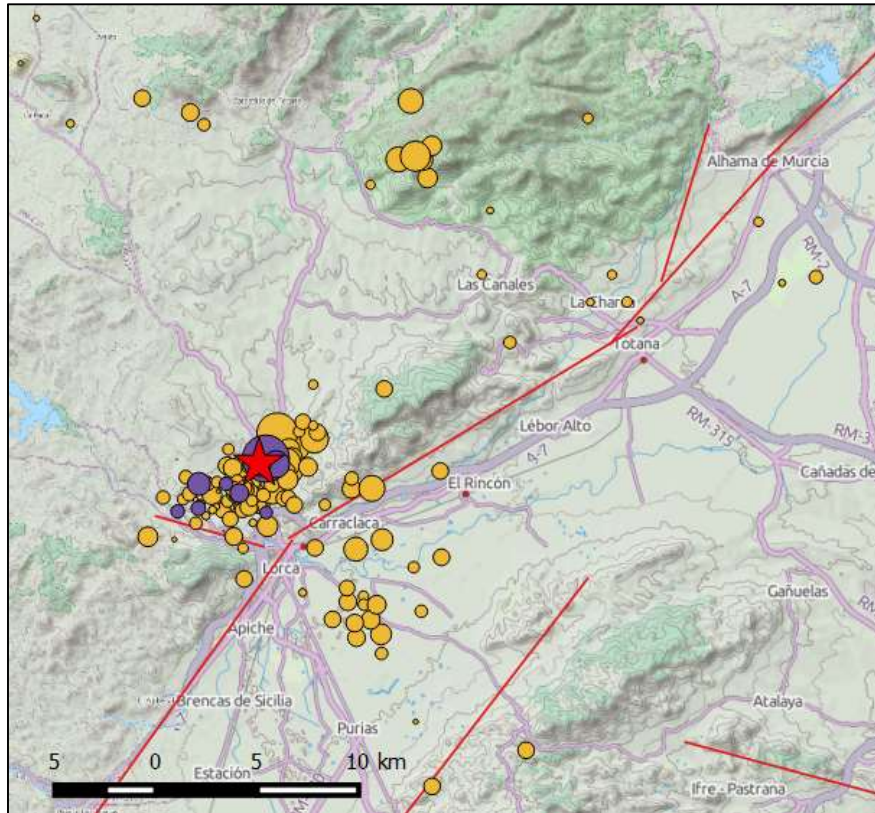 Alhama de Murcia
RM-2
A-7
Las Canales
La Charca
Totana
Lébor Alto
RM-315
RM-3
A-7
Cañadas de
El Rincón
Carraclaca
Lorca
Gañuelas
RM
Apiche
Brencas de Sicilia
Atalaya
Purias
5 0 5 10 km
Estación
Ifre - Pastrana